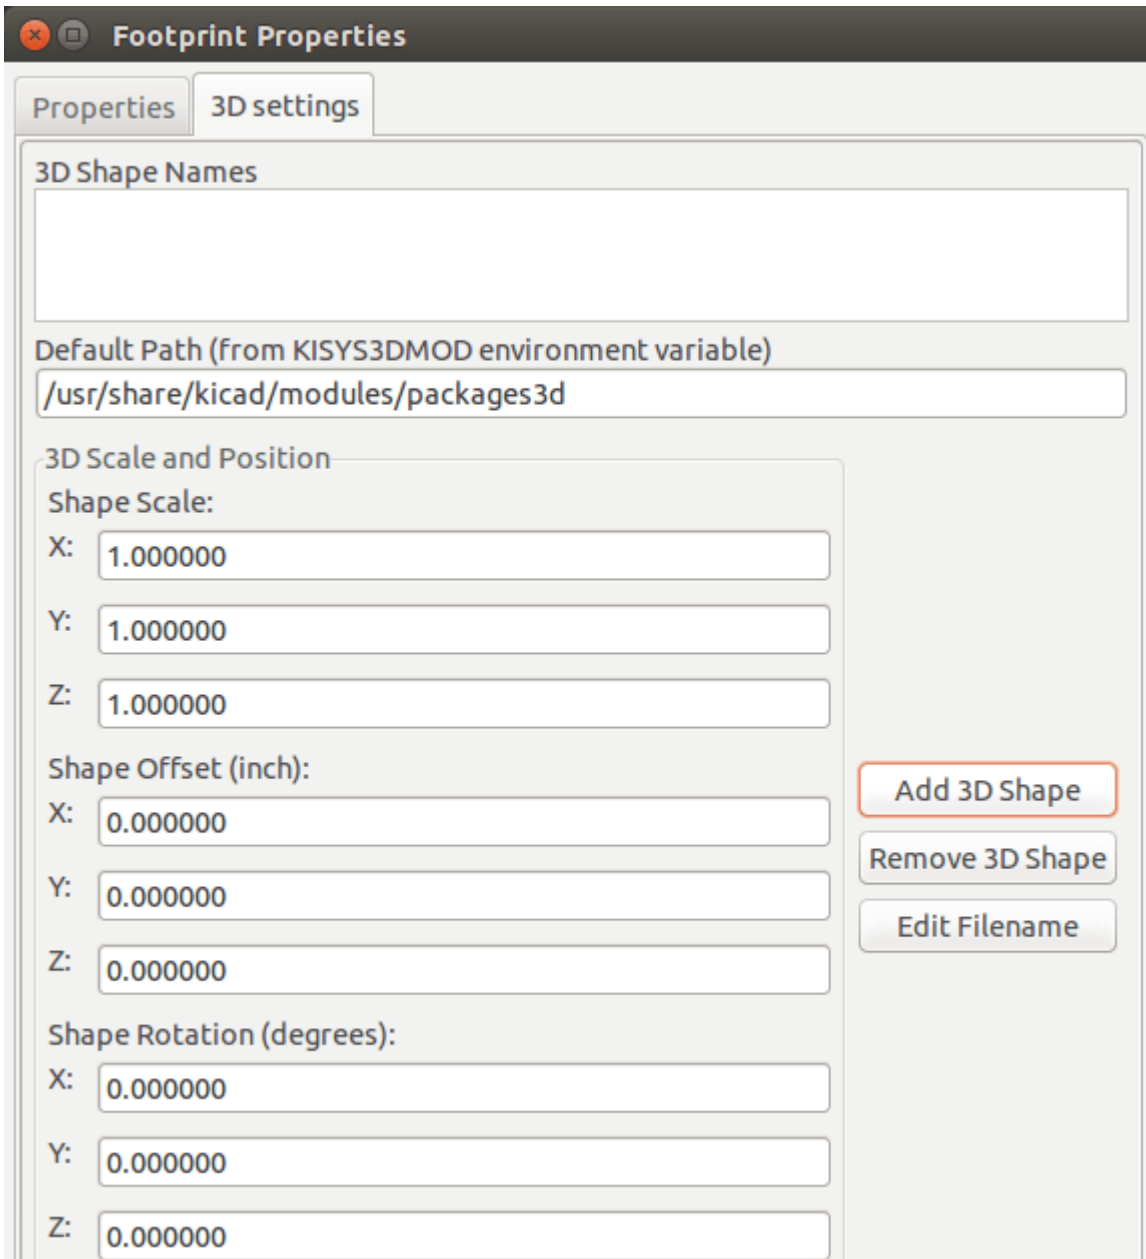 Footprint Properties
Properties 3D settings
3D Shape Names
Default Path (from KISYS3DMOD environment variable)
/usr/share/kicad/modules/packages3d
3D Scale and Position
Shape Scale:
X: 1.000000
Y: 1.000000
Z: 1.000000
Shape Offset (inch):
X: 0.000000
Y: 0.000000
Z: 0.000000
Shape Rotation (degrees):
X: 0.000000
Y: 0.000000
Z: 0.000000
Add 3D Shape
Remove 3D Shape
Edit Filename